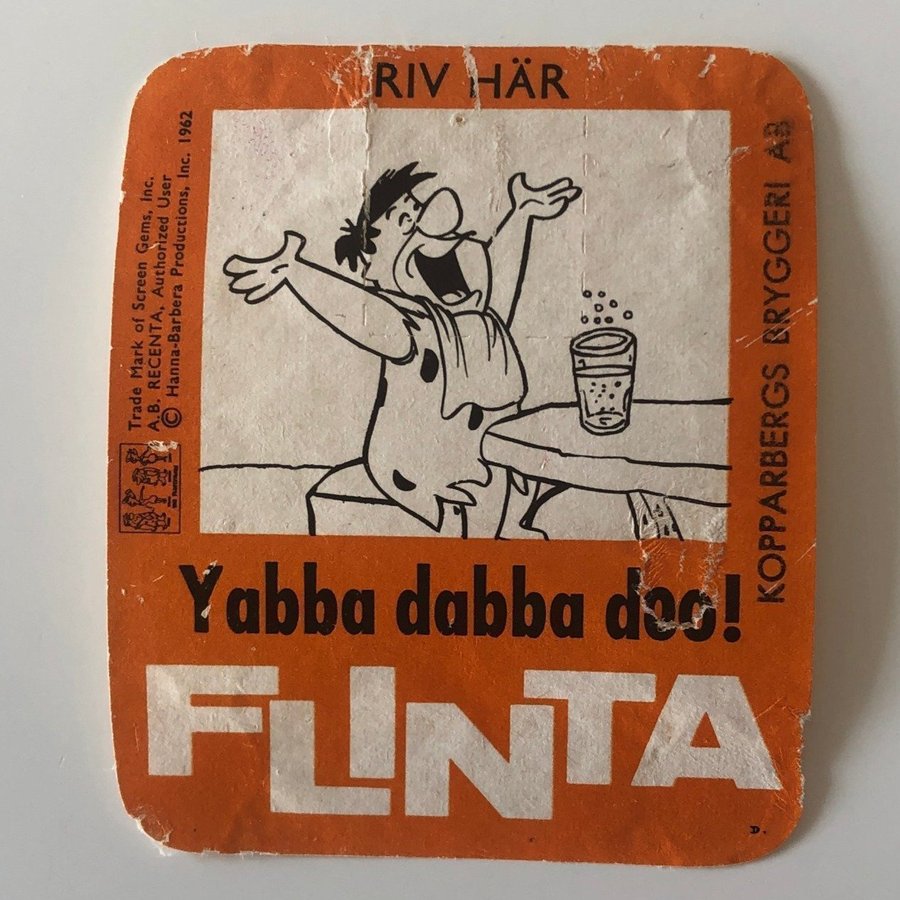 RIV HÄR
Trade Mark of Screen Gems, Inc.
A.B. RECENTA, Authorized User
© Hanna-Barbera Productions, Inc. 1962
KOPPARBERGS BRYGGERI AB
Yabba dabba doo!
FLINTA
D.